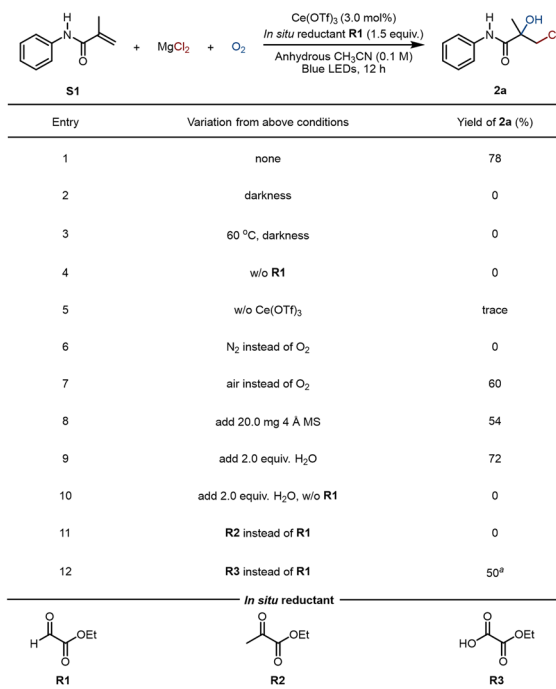 Ce(OTf)3 (3.0 mol%)
In situ reductant R1 (1.5 equiv.)
Anhydrous CH3CN (0.1 M)
Blue LEDs, 12 h
H
N
O
+ MgCl2 + O2
H
N
O
OH
C
S1
2a
Entry Variation from above conditions Yield of 2a (%)
1 none 78
2 darkness 0
3 60 °C, darkness 0
4 w/o R1 0
5 w/o Ce(OTf)3 trace
6 N2 instead of O2 0
7 air instead of O2 60
8 add 20.0 mg 4 Å MS 54
9 add 2.0 equiv. H2O 72
10 add 2.0 equiv. H2O, w/o R1 0
11 R2 instead of R1 0
12 R3 instead of R1 50a
In situ reductant
O
H
OEt
O
R1
O
OEt
O
R2
O
HO
OEt
O
R3